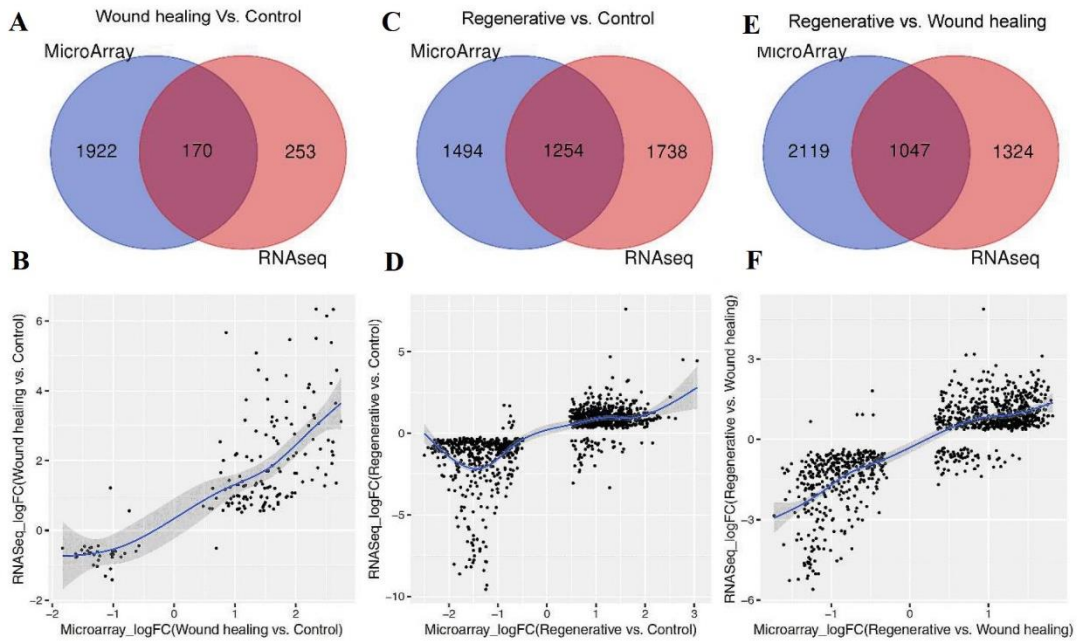 A
Wound healing Vs. Control
MicroArray
1922
170
253
RNAseq
C
Regenerative vs. Control
MicroArray
1494
1254
1738
RNAseq
E
Regenerative vs. Wound healing
MicroArray
2119
1047
1324
RNAseq
B
RNASeq_logFC(Wound healing vs. Control)
6
4
2
0
−2
−2
−1
0
1
2
Microarray_logFC(Wound healing vs. Control)
D
RNASeq_logFC(Regenerative vs. Control)
5
0
−5
−10
−2
−1
0
1
2
3
Microarray_logFC(Regenerative vs. Control)
F
RNASeq_logFC(Regenerative vs. Wound healing)
3
0
−3
−6
−1
0
1
Microarray_logFC(Regenerative vs. Wound healing)